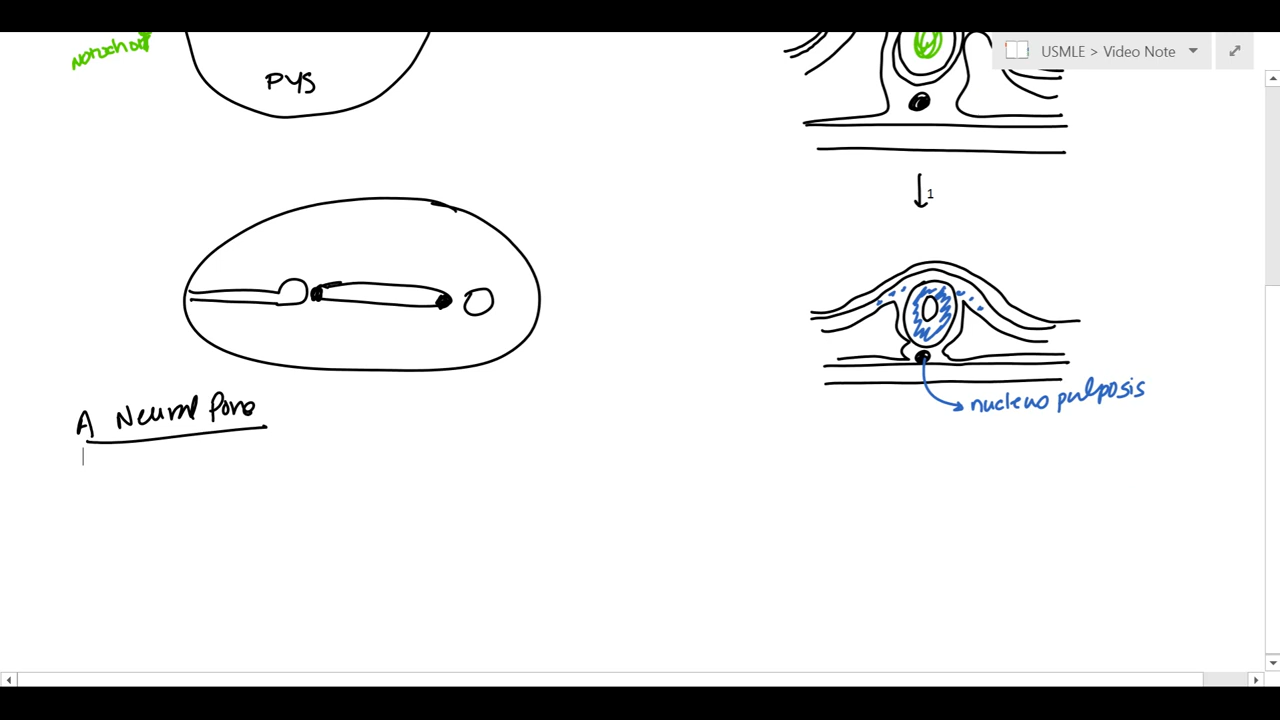 Notochord
PYS
USMLE > Video Note
1
A Neural Pore
nucleus pulposis